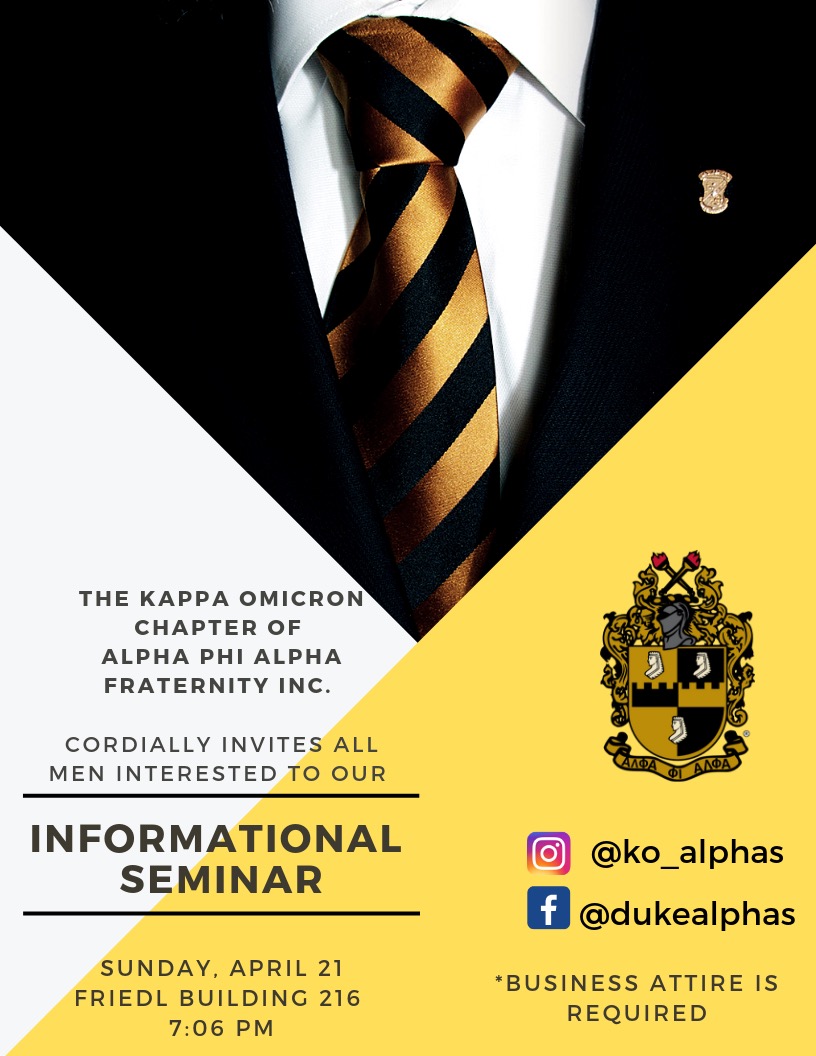 THE KAPPA OMICRON
CHAPTER OF
ALPHA PHI ALPHA
FRATERNITY INC.
CORDIALLY INVITES ALL
MEN INTERESTED TO OUR
INFORMATIONAL
SEMINAR
SUNDAY, APRIL 21
FRIEDL BUILDING 216
7:06 PM
ΑΛΦΑ ΦΙ ΑΛΦΑ
®
@ko_alphas
@dukealphas
*BUSINESS ATTIRE IS
REQUIRED